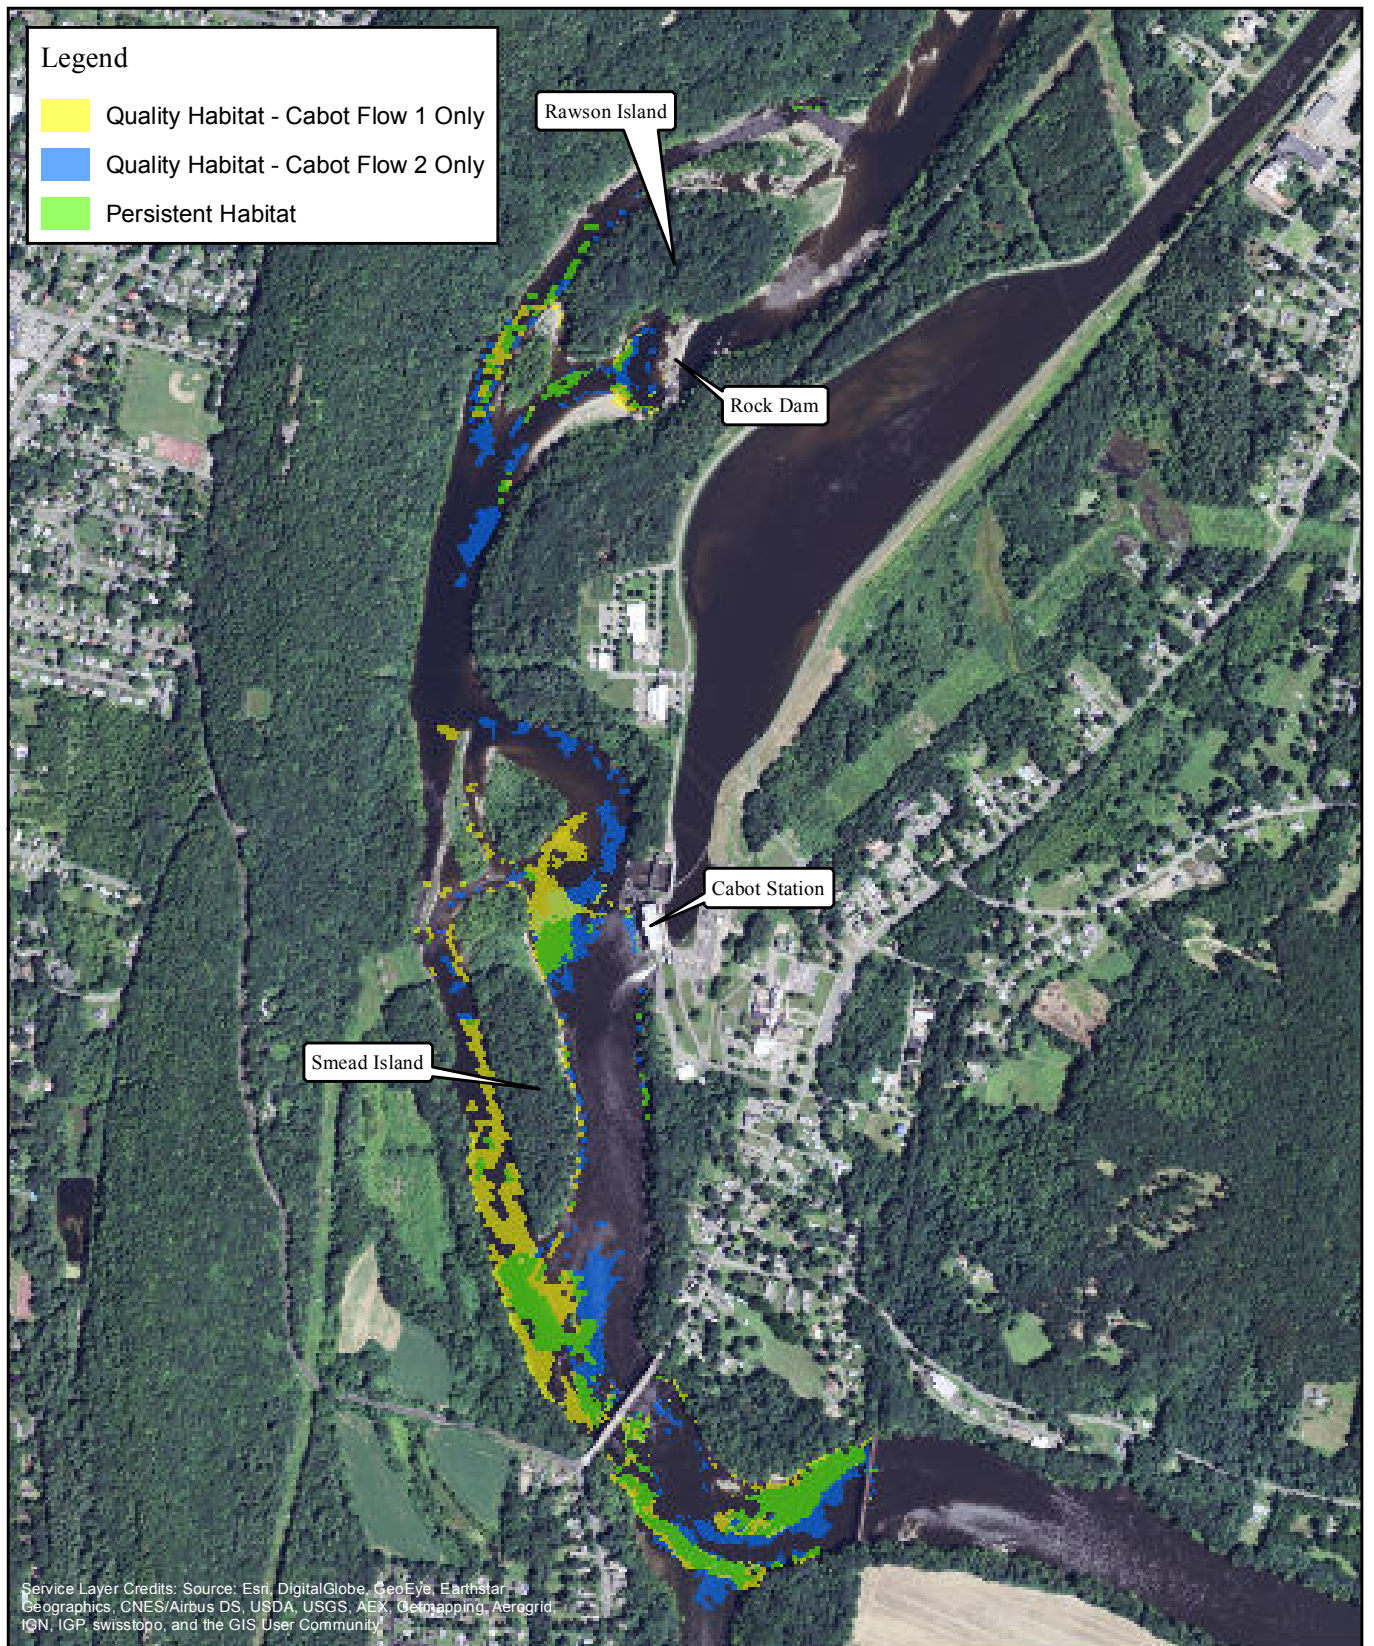 Legend
Quality Habitat - Cabot Flow 1 Only
Quality Habitat - Cabot Flow 2 Only
Persistent Habitat
Rawson Island
Rock Dam
Cabot Station
Smead Island
Service Layer Credits: Source: Esri, DigitalGlobe, GeoEye, Earthstar
Geographics, CNES/Airbus DS, USDA, USGS, AEX, Getmapping, Aerogrid,
IGN, IGP, swisstopo, and the GIS User Community